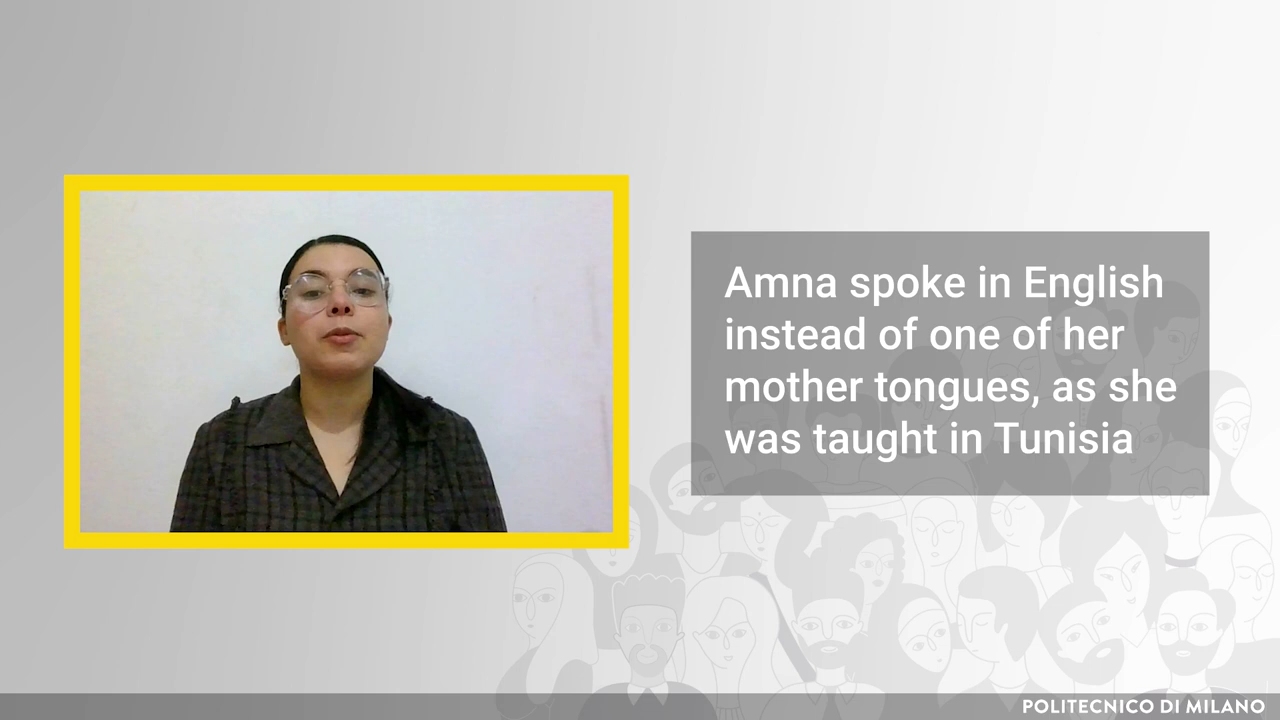 Amna spoke in English
instead of one of her
mother tongues, as she
was taught in Tunisia
POLITECNICO DI MILANO